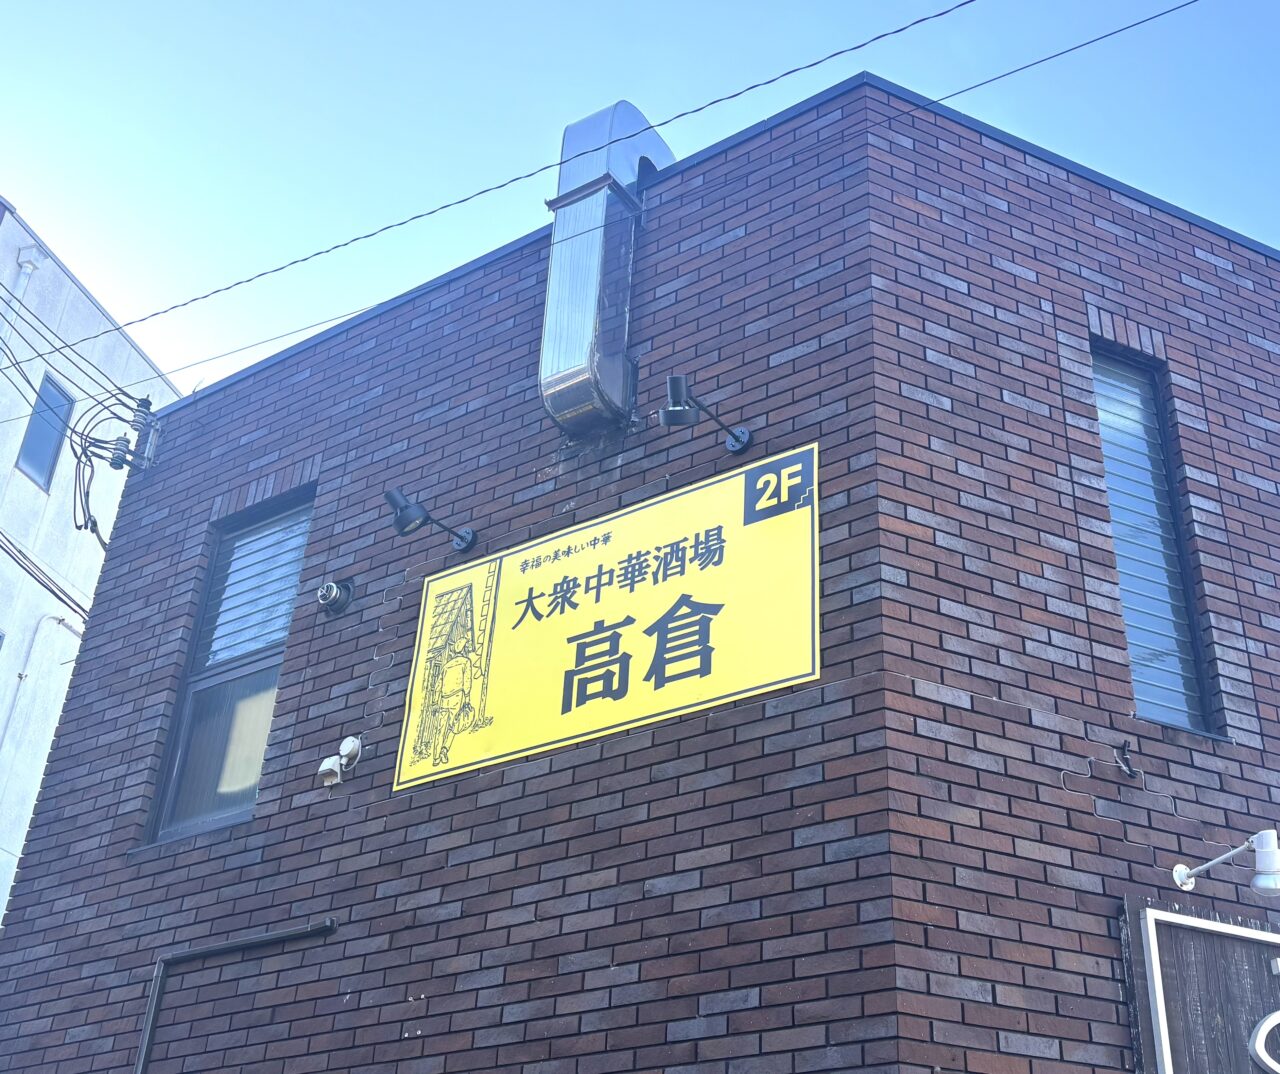 2F
幸福の美味しい中華
大衆中華酒場
高倉